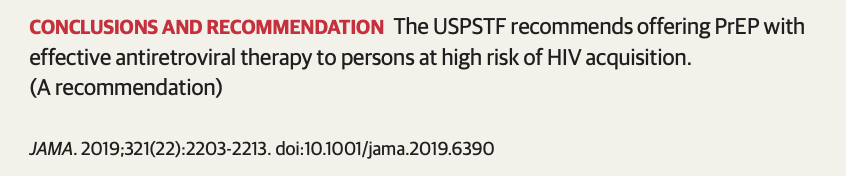 CONCLUSIONS AND RECOMMENDATION The USPSTF recommends offering PrEP with
effective antiretroviral therapy to persons at high risk of HIV acquisition.
(A recommendation)
JAMA. 2019;321(22):2203-2213. doi:10.1001/jama.2019.6390